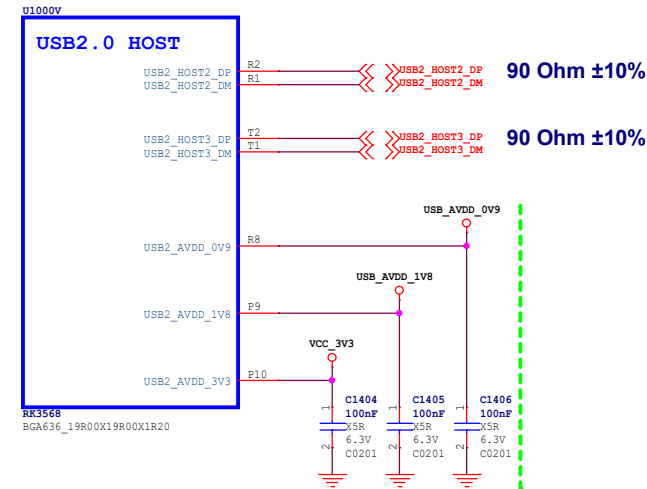 U1000V
USB2.0 HOST
USB2_HOST2_DP R2 USB2_HOST2_DP
USB2_HOST2_DM R1 USB2_HOST2_DM
90 Ohm ±10%
USB2_HOST3_DP T2 USB2_HOST3_DP
USB2_HOST3_DM T1 USB2_HOST3_DM
90 Ohm ±10%
USB_AVDD_0V9
USB2_AVDD_0V9 R8
USB_AVDD_1V8
USB2_AVDD_1V8 P9
VCC_3V3
USB2_AVDD_3V3 P10
RK3568
BGA636_19R00X19R00X1R20
1 2
C1404
100nF
X5R
6.3V
C0201
1 2
C1405
100nF
X5R
6.3V
C0201
1 2
C1406
100nF
X5R
6.3V
C0201